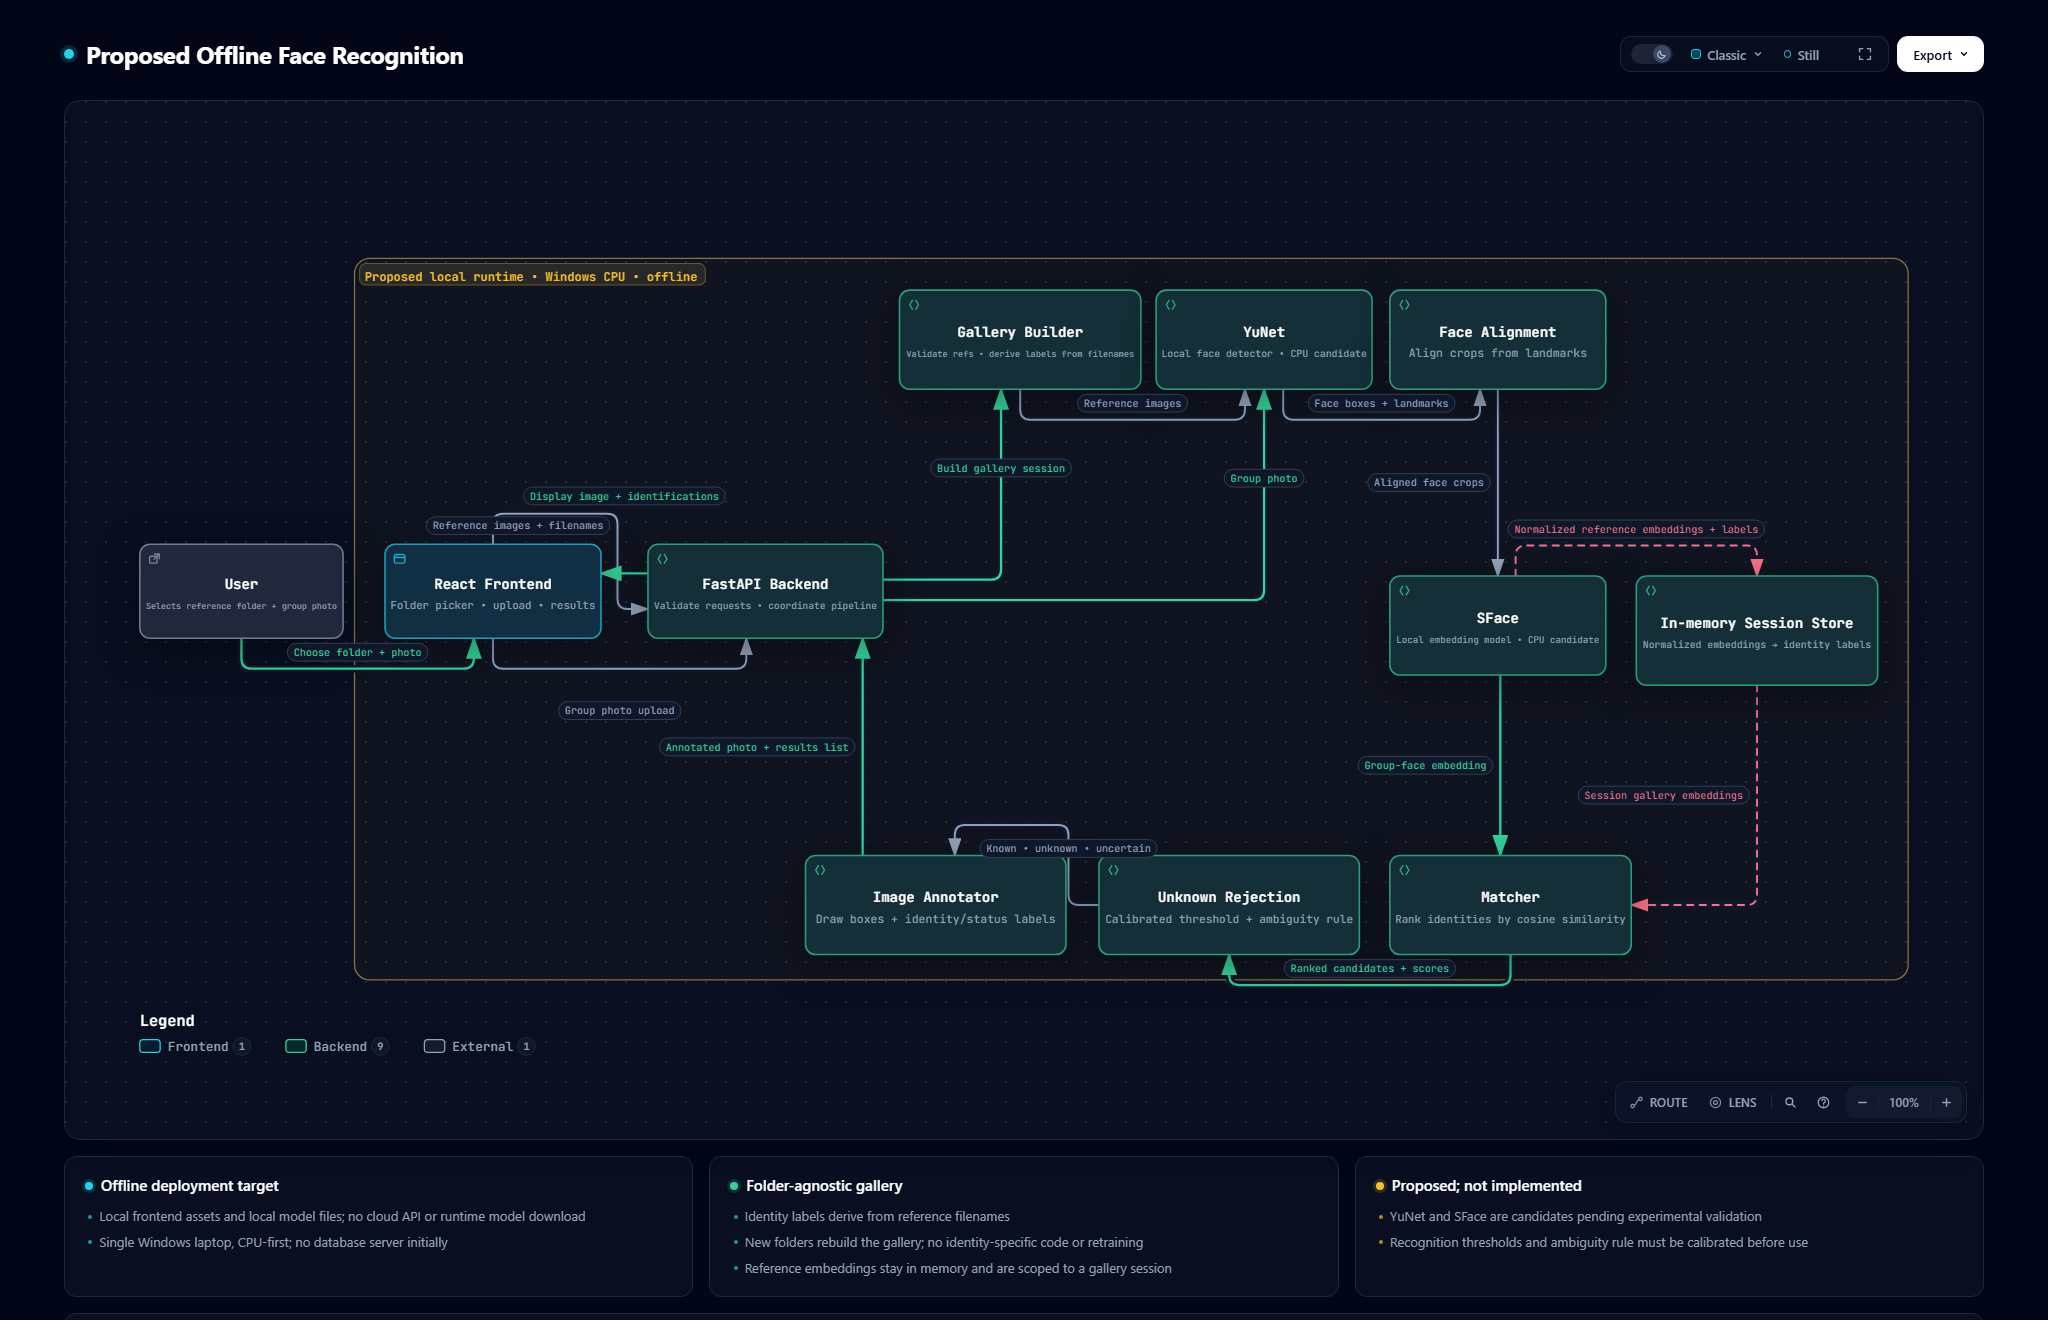 Proposed Offline Face Recognition
Classic
Still
Export
Proposed local runtime • Windows CPU • offline
Gallery Builder
Validate refs • derive labels from filenames
YuNet
Local face detector • CPU candidate
Face Alignment
Align crops from landmarks
Reference images
Face boxes + landmarks
Build gallery session
Group photo
Aligned face crops
Display image + identifications
Reference images + filenames
Normalized reference embeddings + labels
User
Selects reference folder + group photo
React Frontend
Folder picker • upload • results
FastAPI Backend
Validate requests • coordinate pipeline
SFace
Local embedding model • CPU candidate
In-memory Session Store
Normalized embeddings → identity labels
Choose folder + photo
Group photo upload
Annotated photo + results list
Group-face embedding
Session gallery embeddings
Known • unknown • uncertain
Image Annotator
Draw boxes + identity/status labels
Unknown Rejection
Calibrated threshold + ambiguity rule
Matcher
Rank identities by cosine similarity
Ranked candidates + scores
Legend
Frontend 1
Backend 9
External 1
ROUTE
LENS
− 100% +
Offline deployment target
• Local frontend assets and local model files; no cloud API or runtime model download
• Single Windows laptop, CPU-first; no database server initially
Folder-agnostic gallery
• Identity labels derive from reference filenames
• New folders rebuild the gallery; no identity-specific code or retraining
• Reference embeddings stay in memory and are scoped to a gallery session
Proposed; not implemented
• YuNet and SFace are candidates pending experimental validation
• Recognition thresholds and ambiguity rule must be calibrated before use